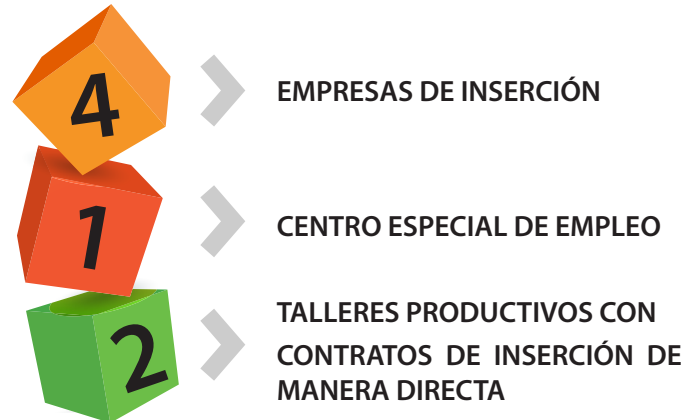 4
EMPRESAS DE INSERCIÓN
1
CENTRO ESPECIAL DE EMPLEO
2
TALLERES PRODUCTIVOS CON
CONTRATOS DE INSERCIÓN DE
MANERA DIRECTA